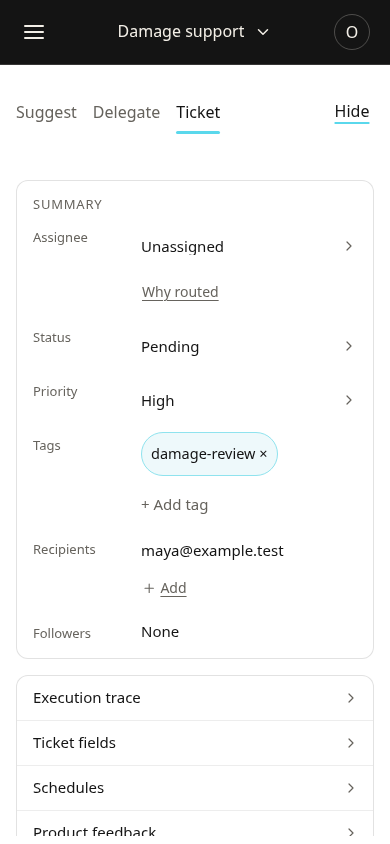 Damage support
O
Suggest Delegate Ticket Hide
SUMMARY
Assignee Unassigned
Why routed
Status Pending
Priority High
Tags damage-review ×
+ Add tag
Recipients maya@example.test
+ Add
Followers None
Execution trace
Ticket fields
Schedules
Product feedback